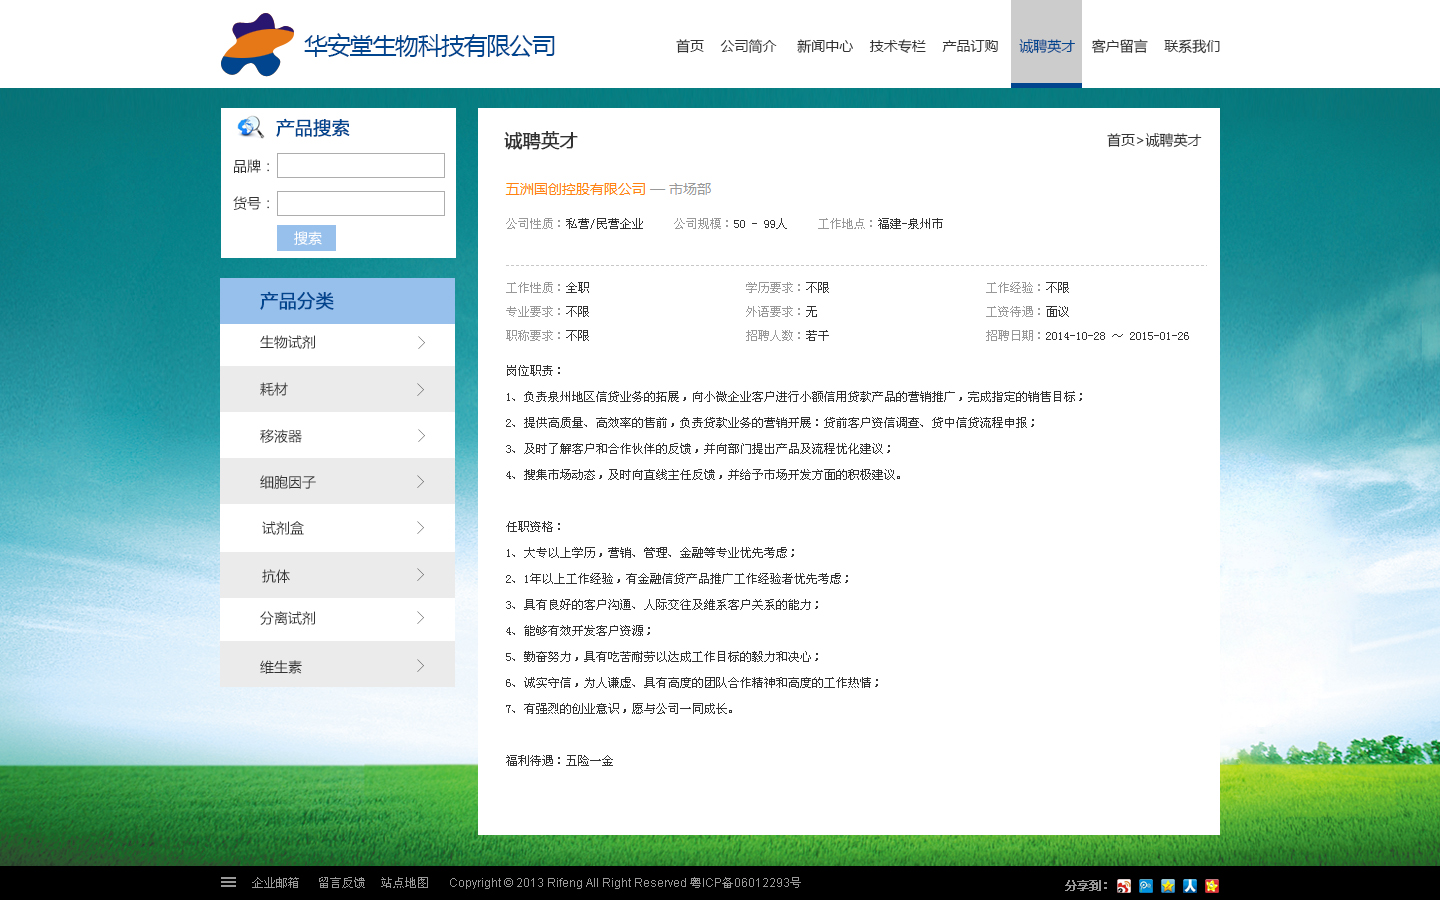 华安堂生物科技有限公司
首页 公司简介 新闻中心 技术专栏 产品订购 诚聘英才 客户留言 联系我们
产品搜索
品牌：
货号：
搜索
产品分类
生物试剂
耗材
移液器
细胞因子
试剂盒
抗体
分离试剂
维生素
诚聘英才
首页>诚聘英才
五洲国创控股有限公司 — 市场部
公司性质：私营/民营企业 公司规模：50 - 99人 工作地点：福建-泉州市
工作性质：全职 学历要求：不限 工作经验：不限
专业要求：不限 外语要求：无 工资待遇：面议
职称要求：不限 招聘人数：若干 招聘日期：2014-10-28 ～ 2015-01-26
岗位职责：
1、负责泉州地区信贷业务的拓展，向小微企业客户进行小额信用贷款产品的营销推广，完成指定的销售目标；
2、提供高质量、高效率的售前，负责贷款业务的营销开展：贷前客户资信调查、贷中信贷流程申报；
3、及时了解客户和合作伙伴的反馈，并向部门提出产品及流程优化建议；
4、搜集市场动态，及时向直线主任反馈，并给予市场开发方面的积极建议。
任职资格：
1、大专以上学历，营销、管理、金融等专业优先考虑；
2、1年以上工作经验，有金融信贷产品推广工作经验者优先考虑；
3、具有良好的客户沟通、人际交往及维系客户关系的能力；
4、能够有效开发客户资源；
5、勤奋努力，具有吃苦耐劳以达成工作目标的毅力和决心；
6、诚实守信，为人谦虚、具有高度的团队合作精神和高度的工作热情；
7、有强烈的创业意识，愿与公司一同成长。
福利待遇：五险一金
企业邮箱 留言反馈 站点地图 Copyright © 2013 Rifeng All Right Reserved 粤ICP备06012293号
分享到：